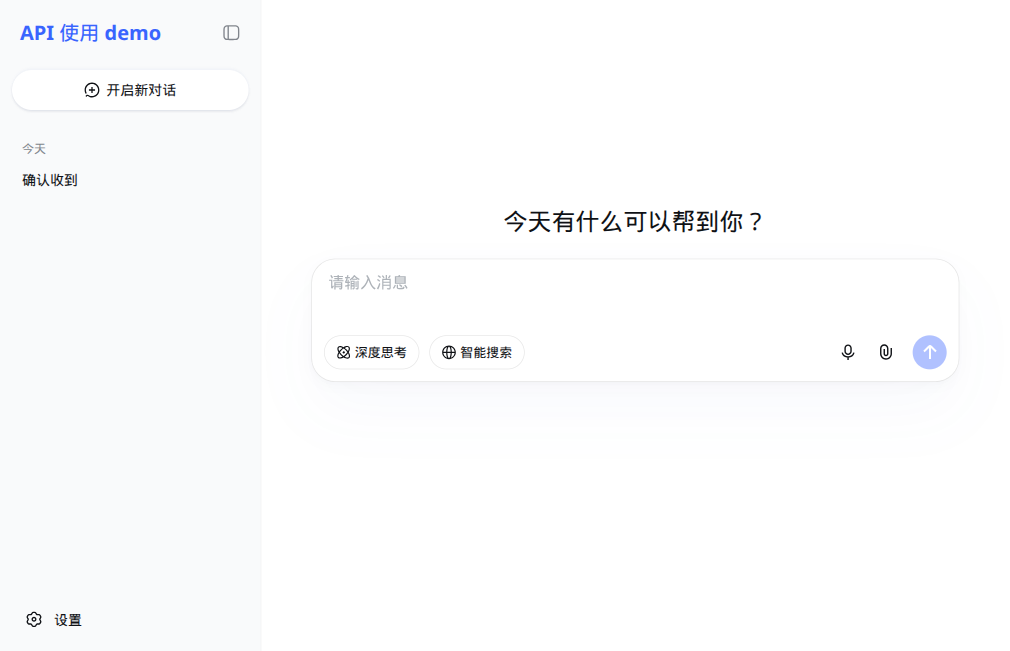 API 使用 demo
开启新对话
今天
确认收到
今天有什么可以帮到你？
请输入消息
深度思考
智能搜索
设置